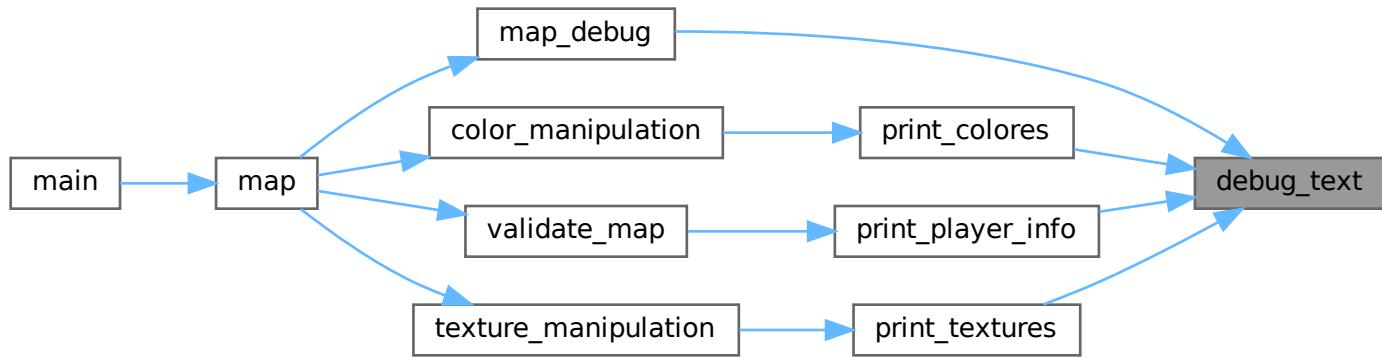 map_debug
color_manipulation
print_colores
main
map
debug_text
validate_map
print_player_info
texture_manipulation
print_textures